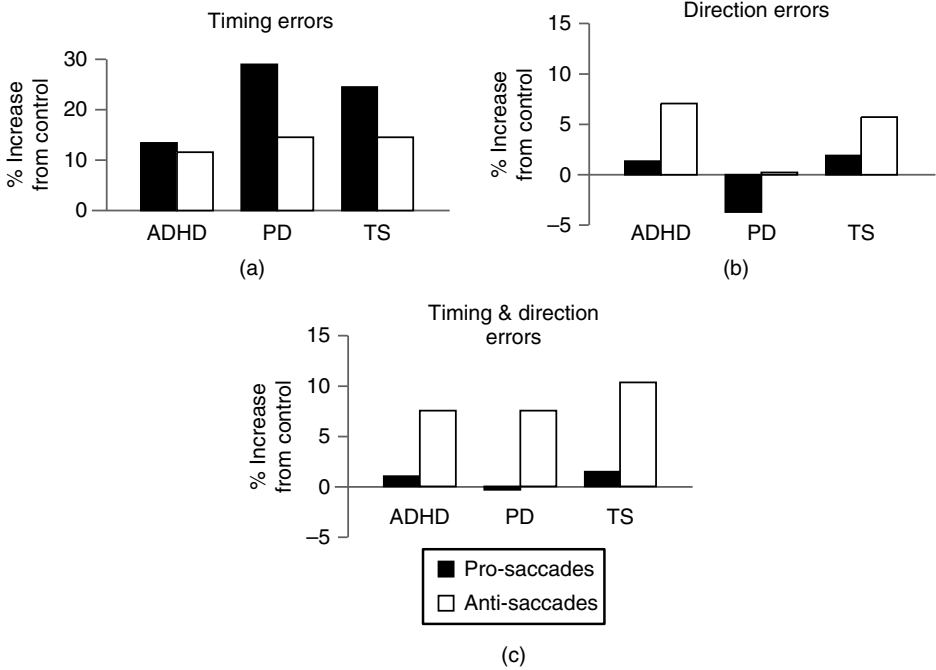 Timing errors
% Increase
from control
30
20
10
0
ADHD PD TS
(a)
Direction errors
% Increase
from control
15
10
5
0
–5
ADHD PD TS
(b)
Timing & direction
errors
% Increase
from control
15
10
5
0
–5
ADHD PD TS
Pro-saccades
Anti-saccades
(c)